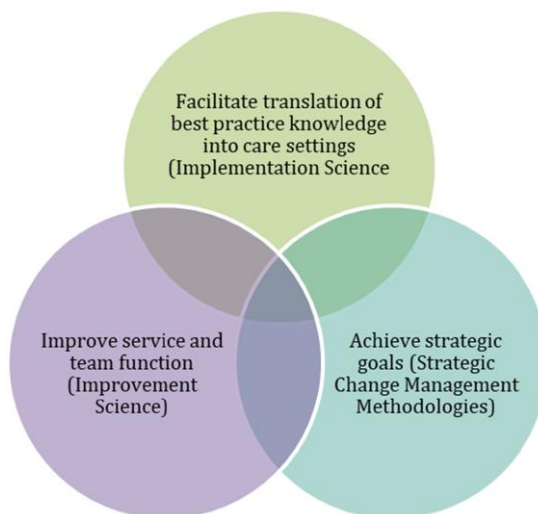 Facilitate translation of
best practice knowledge
into care settings
(Implementation Science
Improve service and
team function
(Improvement
Science)
Achieve strategic
goals (Strategic
Change Management
Methodologies)